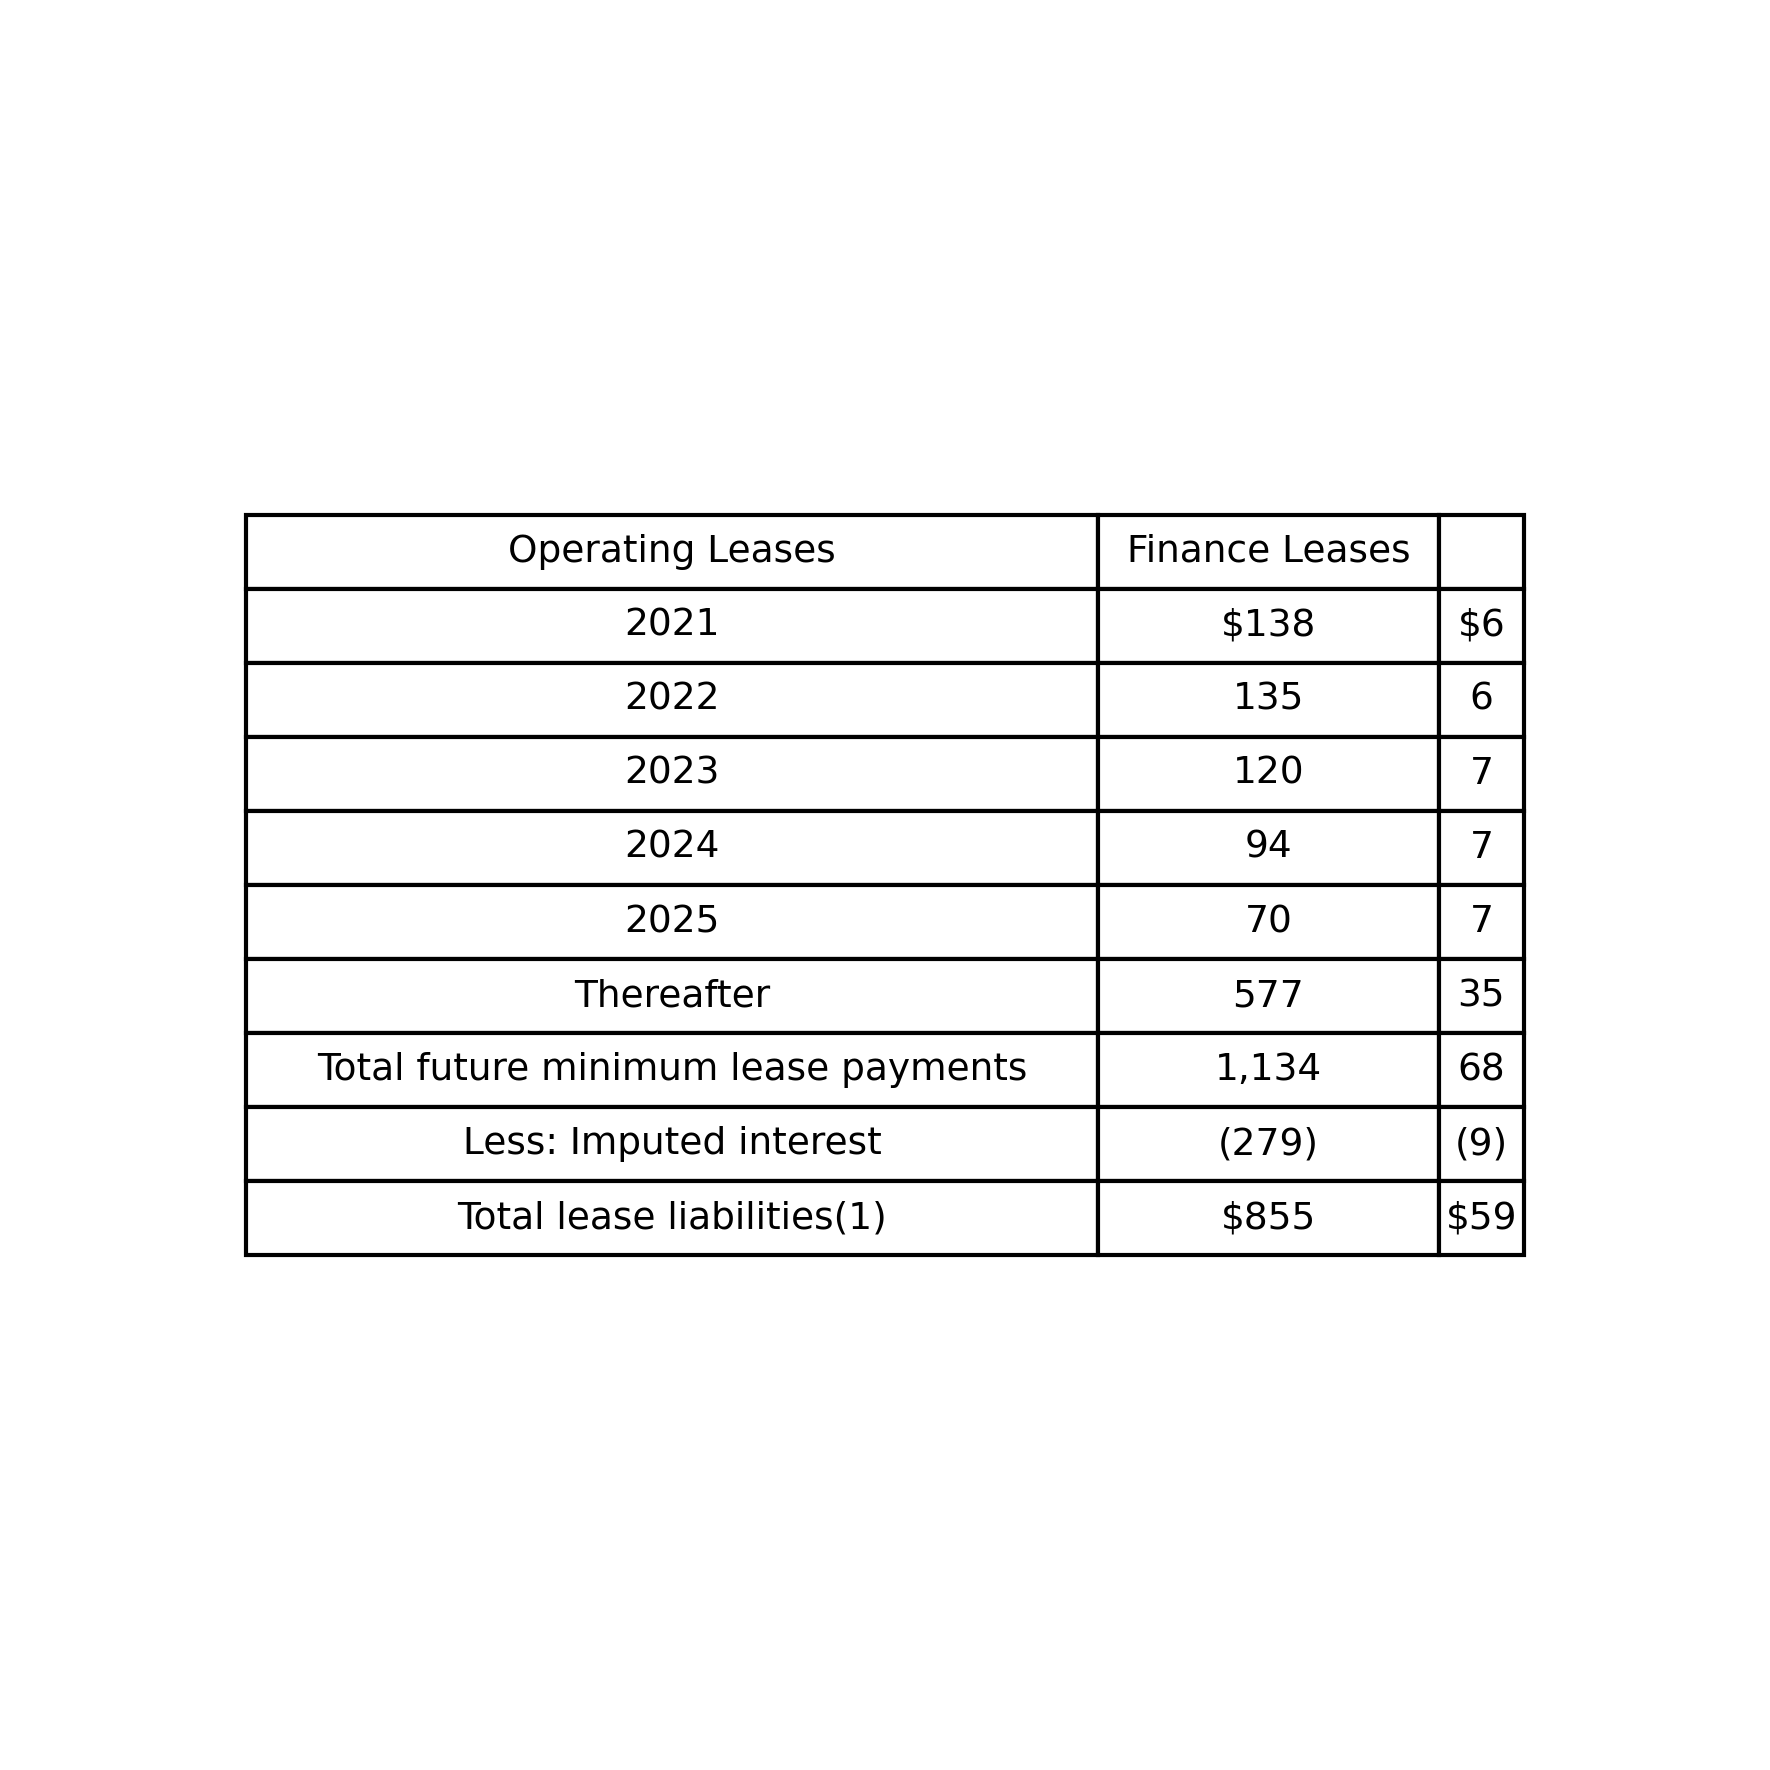 Operating Leases Finance Leases
2021 $138 $6
2022 135 6
2023 120 7
2024 94 7
2025 70 7
Thereafter 577 35
Total future minimum lease payments 1,134 68
Less: Imputed interest (279) (9)
Total lease liabilities(1) $855 $59